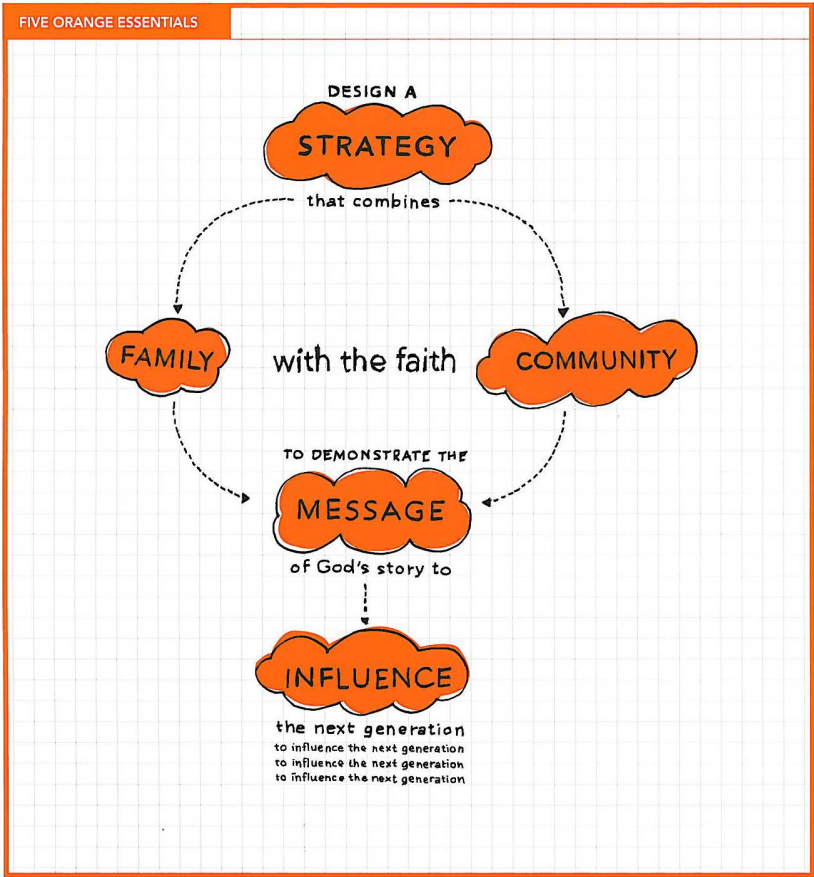 FIVE ORANGE ESSENTIALS
DESIGN A
STRATEGY
that combines
FAMILY with the faith COMMUNITY
TO DEMONSTRATE THE
MESSAGE
of God's story to
INFLUENCE
the next generation
to influence the next generation
to influence the next generation
to influence the next generation